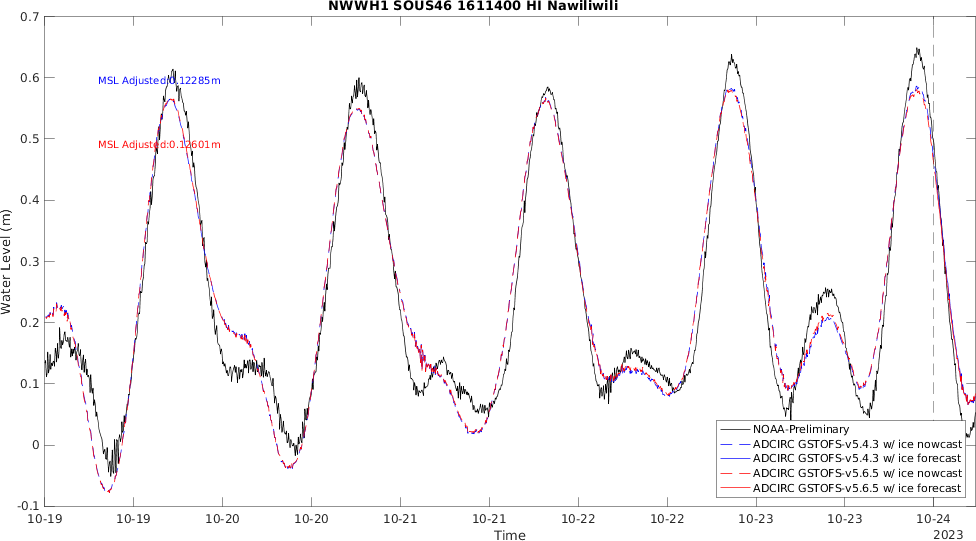 NWWH1 SOUS46 1611400 HI Nawiliwili
0.7
0.6
0.5
0.4
0.3
0.2
0.1
0
-0.1
Water Level (m)
MSL Adjusted:0.12285m
MSL Adjusted:0.12601m
NOAA-Preliminary
ADCIRC GSTOFS-v5.4.3 w/ ice nowcast
ADCIRC GSTOFS-v5.4.3 w/ ice forecast
ADCIRC GSTOFS-v5.6.5 w/ ice nowcast
ADCIRC GSTOFS-v5.6.5 w/ ice forecast
10-19 10-19 10-20 10-20 10-21 10-21 10-22 10-22 10-23 10-23 10-24
Time
2023